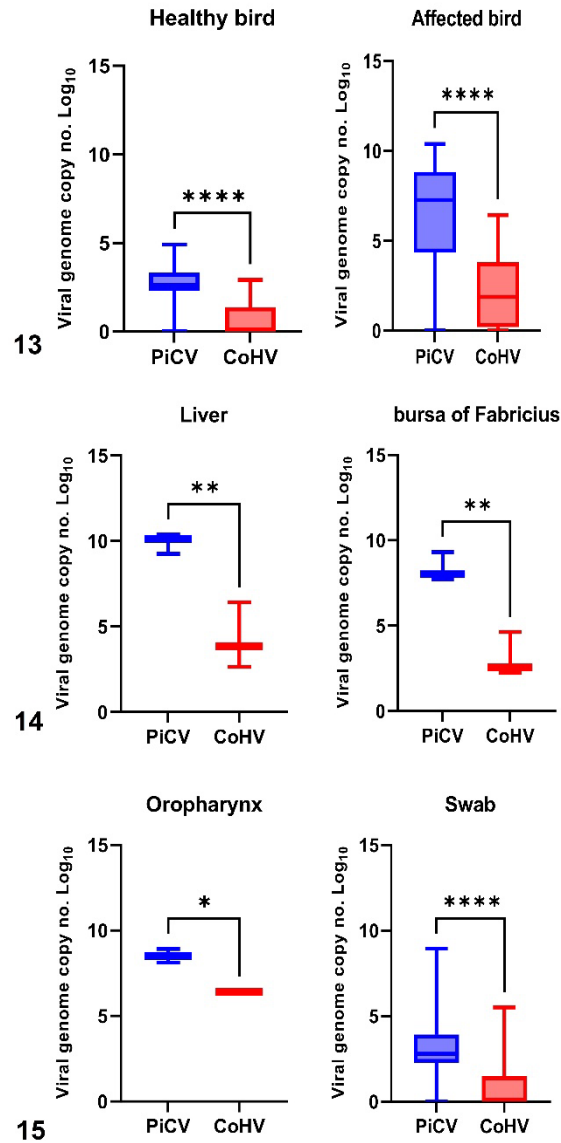 Healthy bird
Affected bird
Viral genome copy no. Log10
15
10
5
0
****
PiCV
CoHV
Viral genome copy no. Log10
15
10
5
0
****
PiCV
CoHV
13
Liver
bursa of Fabricius
Viral genome copy no. Log10
15
10
5
0
**
PiCV
CoHV
Viral genome copy no. Log10
15
10
5
0
**
PiCV
CoHV
14
Oropharynx
Swab
Viral genome copy no. Log10
15
10
5
0
*
PiCV
CoHV
Viral genome copy no. Log10
15
10
5
0
****
PiCV
CoHV
15